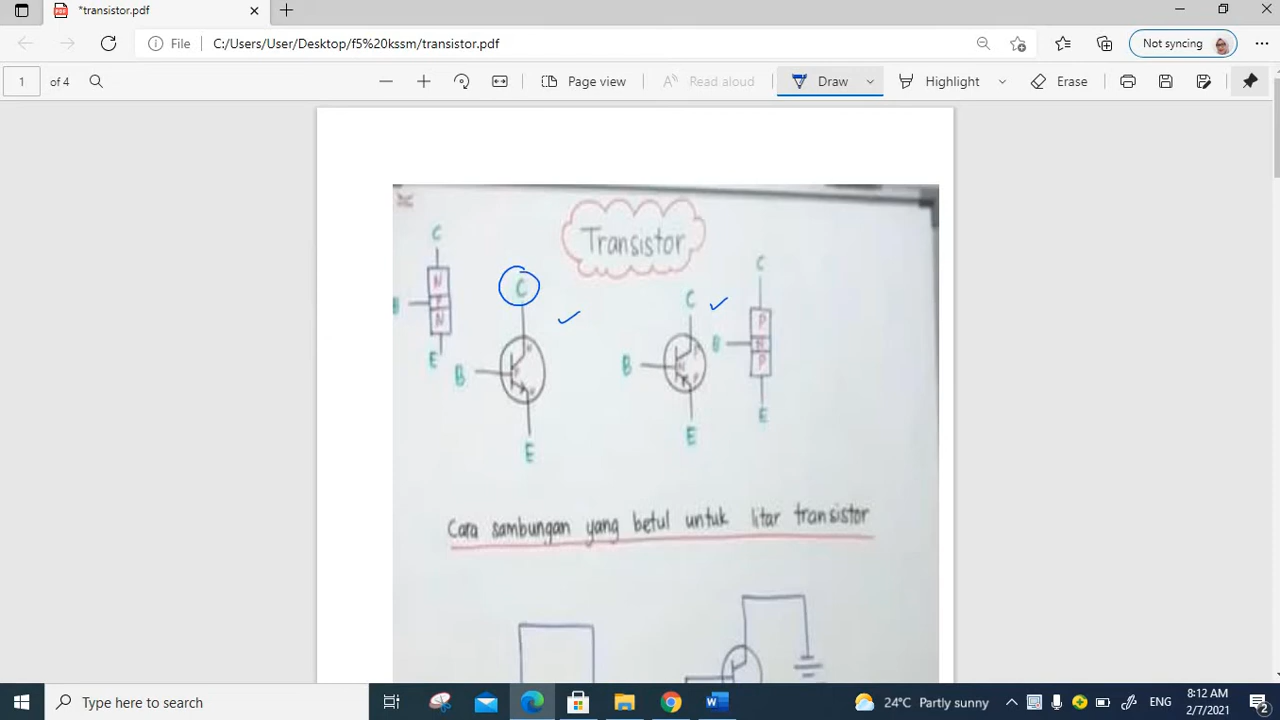 *transistor.pdf
File C:/Users/User/Desktop/f5%20kssm/transistor.pdf
Not syncing
1 of 4
Page view
Read aloud
Draw
Highlight
Erase
Transistor
C
N
P
N
B
E
C
B
E
C
B
E
C
P
N
P
B
E
Cara sambungan yang betul untuk litar transistor
Type here to search
24°C Partly sunny
ENG
8:12 AM
2/7/2021